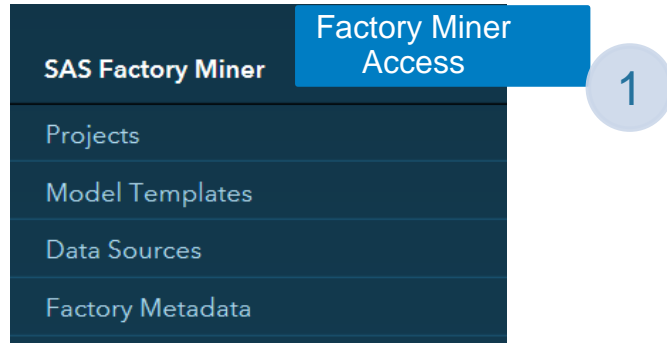 Factory Miner
Access
SAS Factory Miner
1
Projects
Model Templates
Data Sources
Factory Metadata